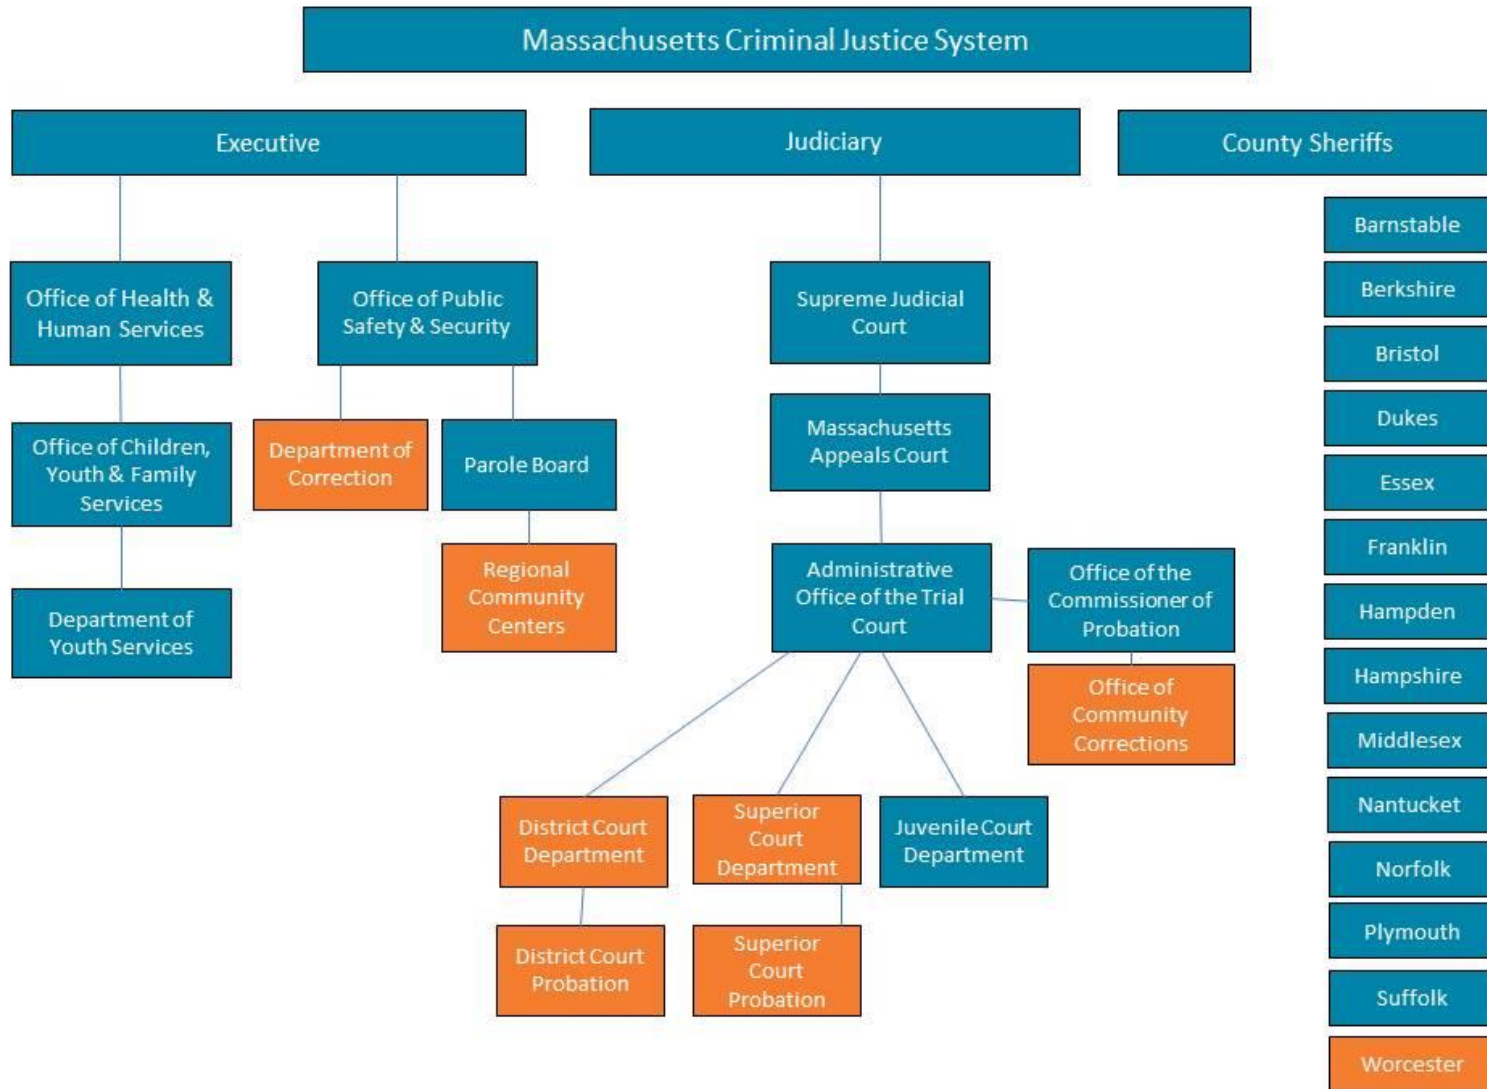 Massachusetts Criminal Justice System
Executive
Judiciary
County Sheriffs
Office of Health &
Human Services
Office of Public
Safety & Security
Supreme Judicial
Court
Office of Children,
Youth & Family
Services
Department of
Correction
Parole Board
Massachusetts
Appeals Court
Department of
Youth Services
Regional
Community
Centers
Administrative
Office of the Trial
Court
Office of the
Commissioner of
Probation
Office of
Community
Corrections
District Court
Department
Superior
Court
Department
Juvenile Court
Department
District Court
Probation
Superior
Court
Probation
Barnstable
Berkshire
Bristol
Dukes
Essex
Franklin
Hampden
Hampshire
Middlesex
Nantucket
Norfolk
Plymouth
Suffolk
Worcester